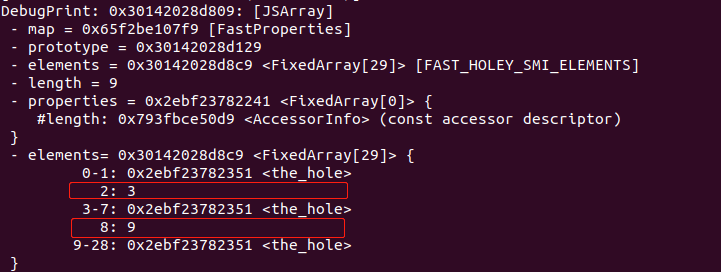 DebugPrint: 0x30142028d809: [JSArray]
- map = 0x65f2be107f9 [FastProperties]
- prototype = 0x30142028d129
- elements = 0x30142028d8c9 <FixedArray[29]> [FAST_HOLEY_SMI_ELEMENTS]
- length = 9
- properties = 0x2ebf23782241 <FixedArray[0]> {
#length: 0x793fbce50d9 <AccessorInfo> (const accessor descriptor)
}
- elements= 0x30142028d8c9 <FixedArray[29]> {
0-1: 0x2ebf23782351 <the_hole>
2: 3
3-7: 0x2ebf23782351 <the_hole>
8: 9
9-28: 0x2ebf23782351 <the_hole>
}